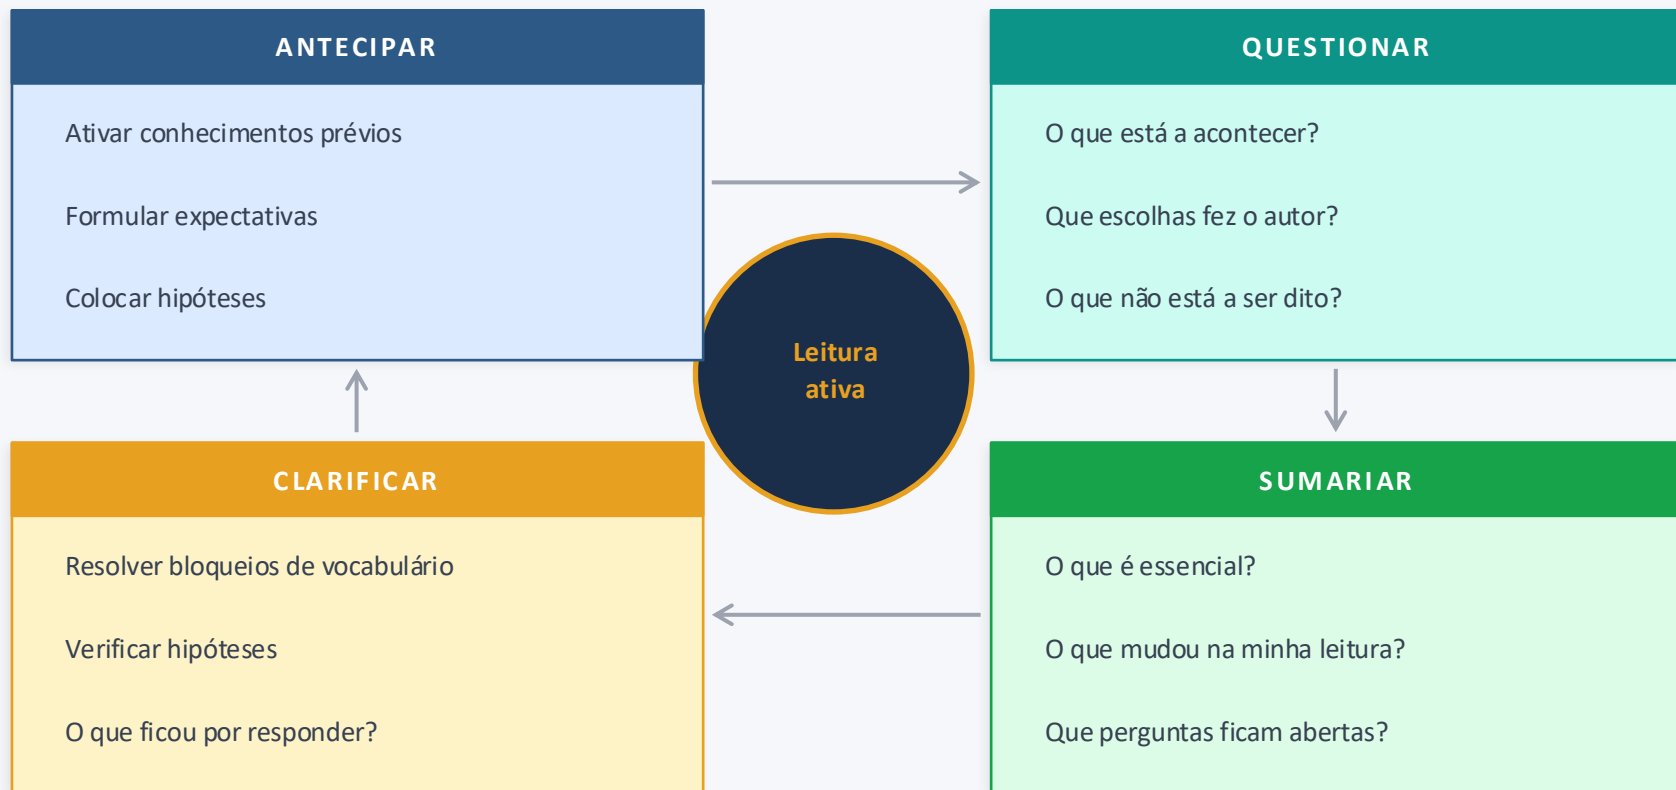 ANTECIPAR
Ativar conhecimentos prévios
Formular expectativas
Colocar hipóteses
QUESTIONAR
O que está a acontecer?
Que escolhas fez o autor?
O que não está a ser dito?
Leitura
ativa
CLARIFICAR
Resolver bloqueios de vocabulário
Verificar hipóteses
O que ficou por responder?
SUMARIAR
O que é essencial?
O que mudou na minha leitura?
Que perguntas ficam abertas?